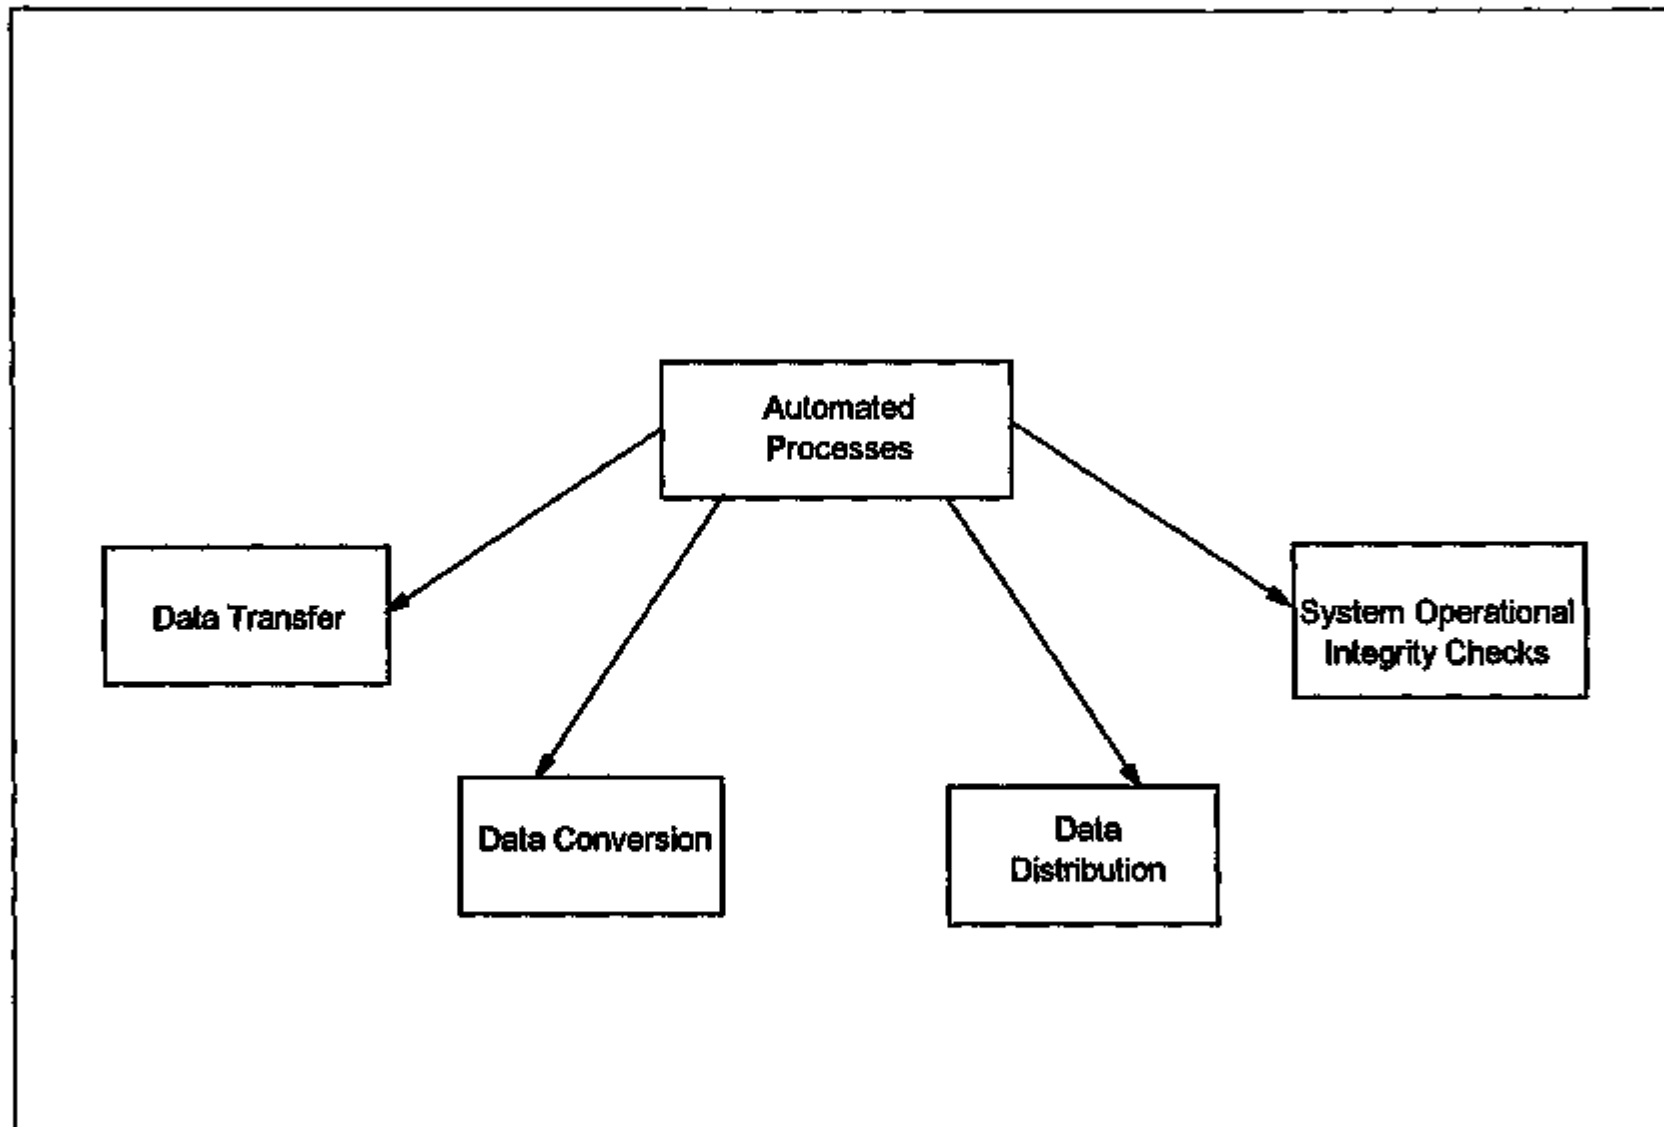 Automated
Processes
Data Transfer
System Operational
Integrity Checks
Data Conversion
Data
Distribution